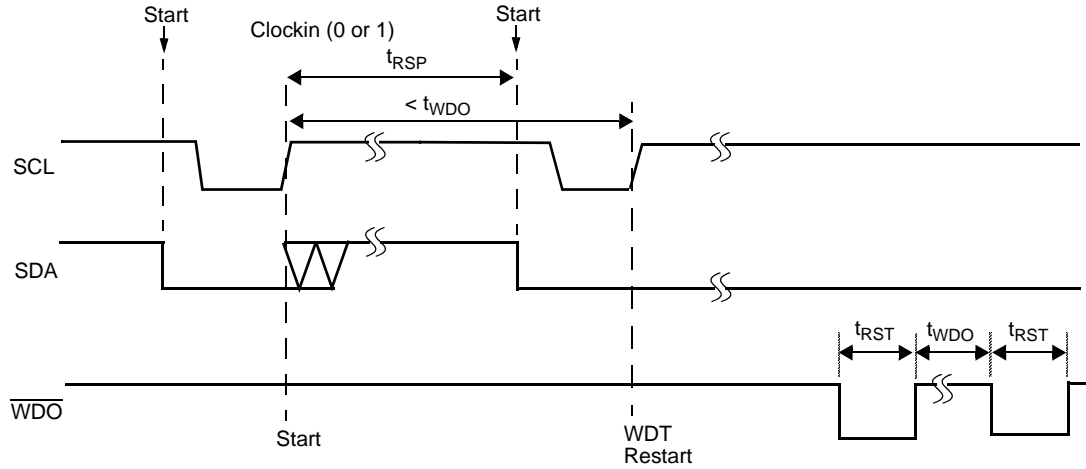 Start
Start
Clockin (0 or 1)
tRSP
< tWDO
SCL
SDA
tRST
tWDO
tRST
WDO
Start
WDT
Restart